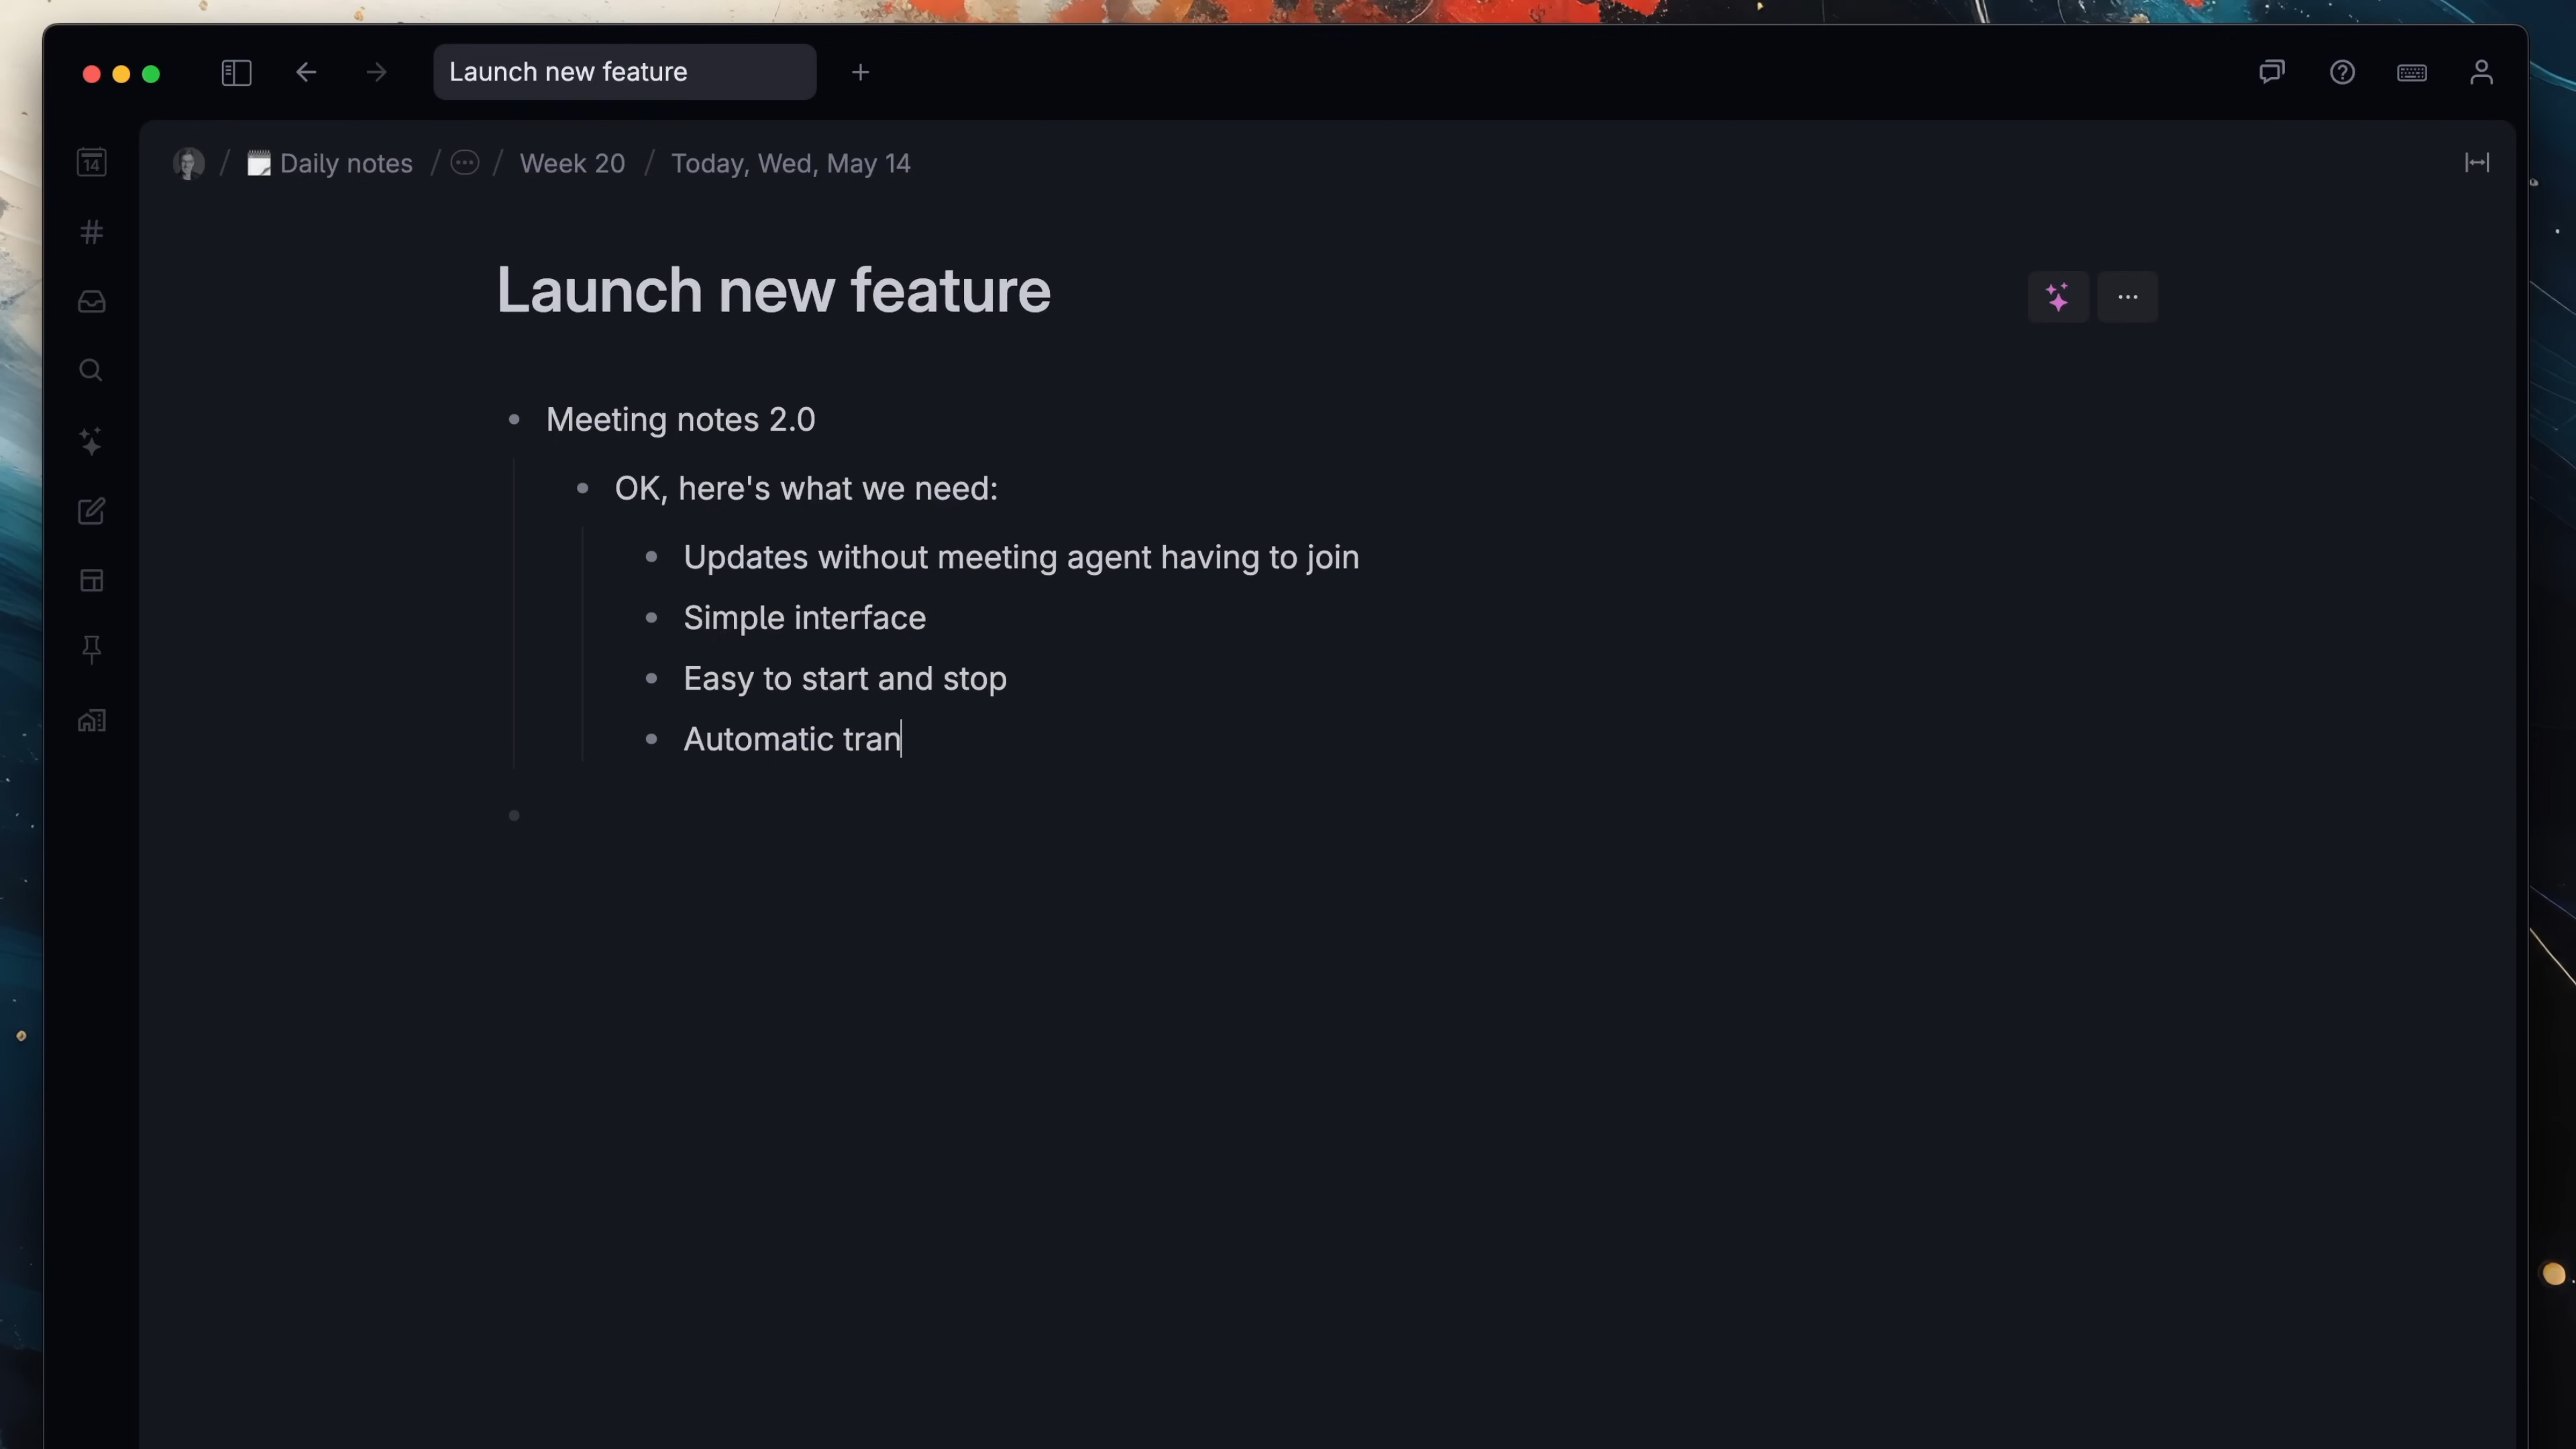 Launch new feature
14
Daily notes / / Week 20 / Today, Wed, May 14
Launch new feature
Meeting notes 2.0
OK, here's what we need:
Updates without meeting agent having to join
Simple interface
Easy to start and stop
Automatic tran